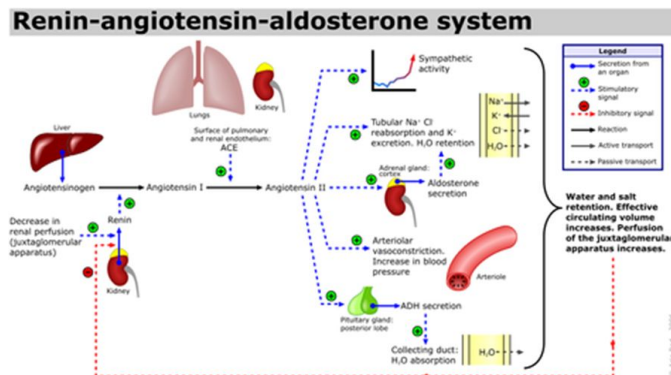 Renin-angiotensin-aldosterone system
Legend
Secretion from
an organ
Stimulatory
signal
Inhibitory signal
Reaction
Active transport
Passive transport
Lungs
Kidney
Sympathetic
activity
Liver
Surface of pulmonary
and renal endothelium:
ACE
Tubular Na⁺ Cl⁻
reabsorption and K⁺
excretion. H₂O retention
Na⁺
K⁺
Cl⁻
H₂O
Angiotensinogen
Angiotensin I
Angiotensin II
Adrenal gland:
cortex
Aldosterone
secretion
Decrease in
renal perfusion
(juxtaglomerular
apparatus)
Renin
Kidney
Arteriolar
vasoconstriction.
Increase in blood
pressure
Arteriole
Water and salt
retention. Effective
circulating volume
increases. Perfusion
of the juxtaglomerular
apparatus increases.
Pituitary gland:
posterior lobe
ADH secretion
Collecting duct:
H₂O absorption
H₂O